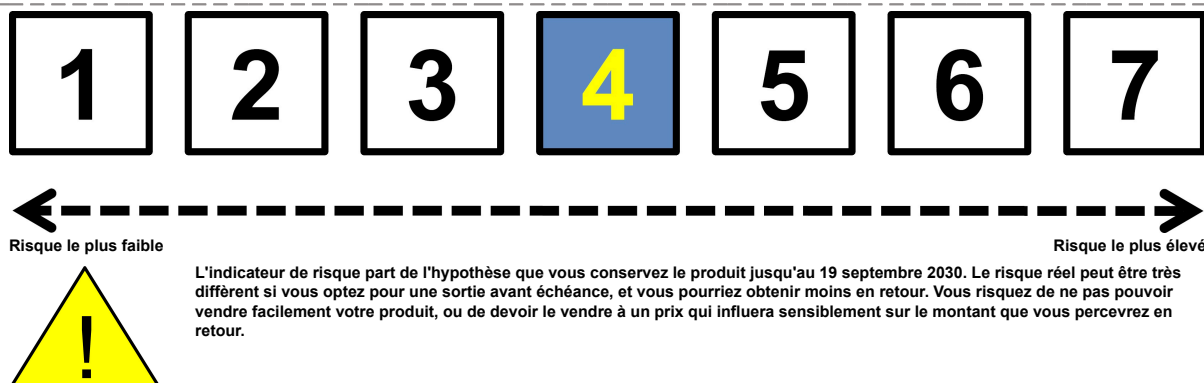 1 2 3 4 5 6 7
Risque le plus faible Risque le plus élevé
!
L'indicateur de risque part de l'hypothèse que vous conservez le produit jusqu'au 19 septembre 2030. Le risque réel peut être très
diffèrent si vous optez pour une sortie avant échéance, et vous pourriez obtenir moins en retour. Vous risquez de ne pas pouvoir
vendre facilement votre produit, ou de devoir le vendre à un prix qui influera sensiblement sur le montant que vous percevrez en
retour.